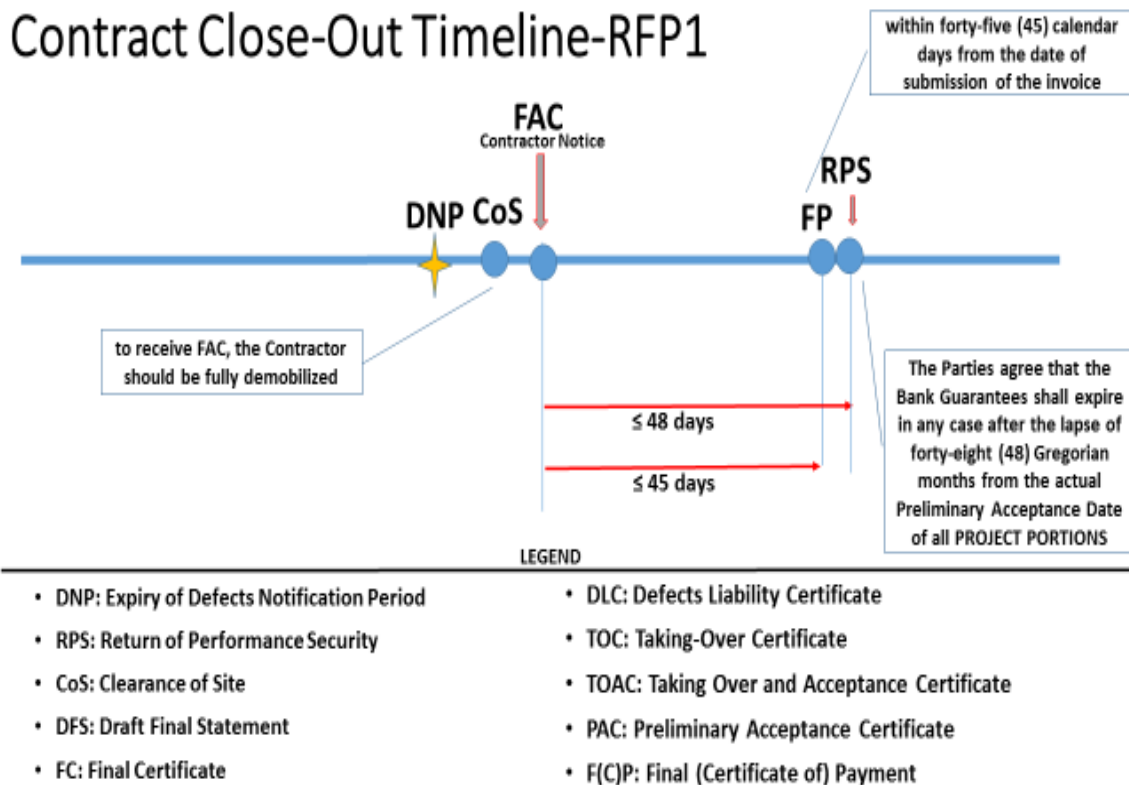 Contract Close-Out Timeline-RFP1
within forty-five (45) calendar
days from the date of
submission of the invoice
FAC
Contractor Notice
RPS
DNP
CoS
FP
to receive FAC, the Contractor
should be fully demobilized
The Parties agree that the
Bank Guarantees shall expire
in any case after the lapse of
forty-eight (48) Gregorian
months from the actual
Preliminary Acceptance Date
of all PROJECT PORTIONS
≤ 48 days
≤ 45 days
LEGEND
• DNP: Expiry of Defects Notification Period
• RPS: Return of Performance Security
• CoS: Clearance of Site
• DFS: Draft Final Statement
• FC: Final Certificate
• DLC: Defects Liability Certificate
• TOC: Taking-Over Certificate
• TOAC: Taking Over and Acceptance Certificate
• PAC: Preliminary Acceptance Certificate
• F(C)P: Final (Certificate of) Payment